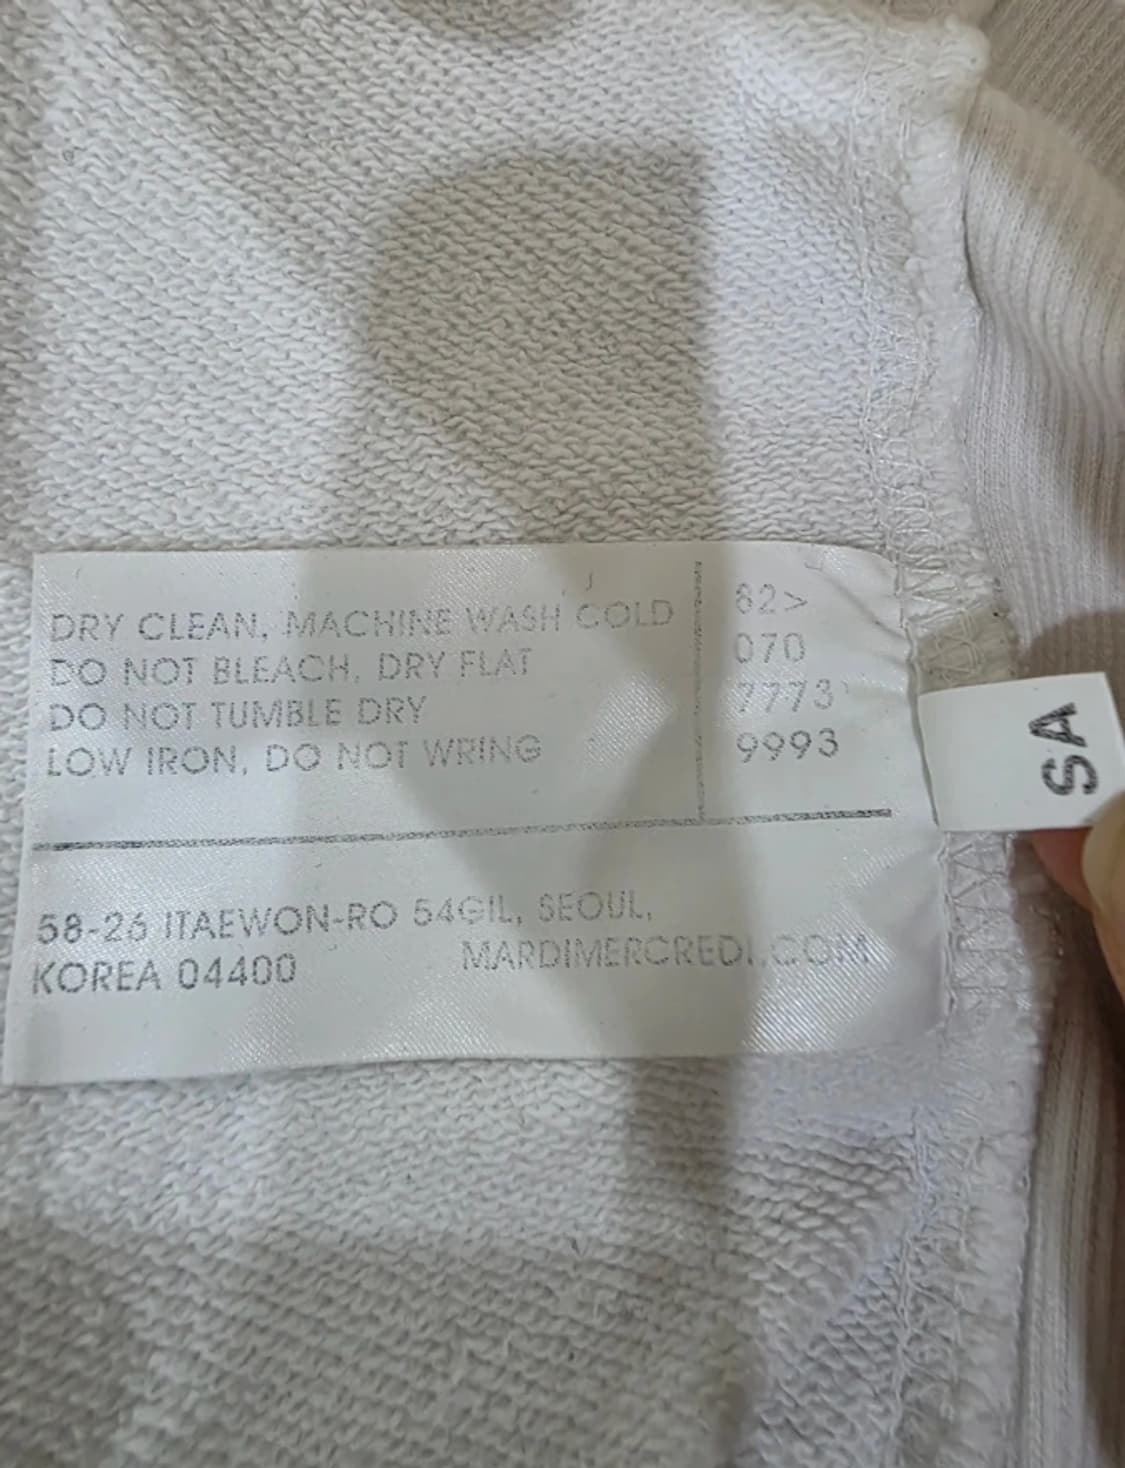 DRY CLEAN, MACHINE WASH COLD
DO NOT BLEACH, DRY FLAT
DO NOT TUMBLE DRY
LOW IRON, DO NOT WRING
82>
070
7773
9993
58-26 ITAEWON-RO 54GIL, SEOUL,
KOREA 04400
MARDIMERCREDI.COM
SA